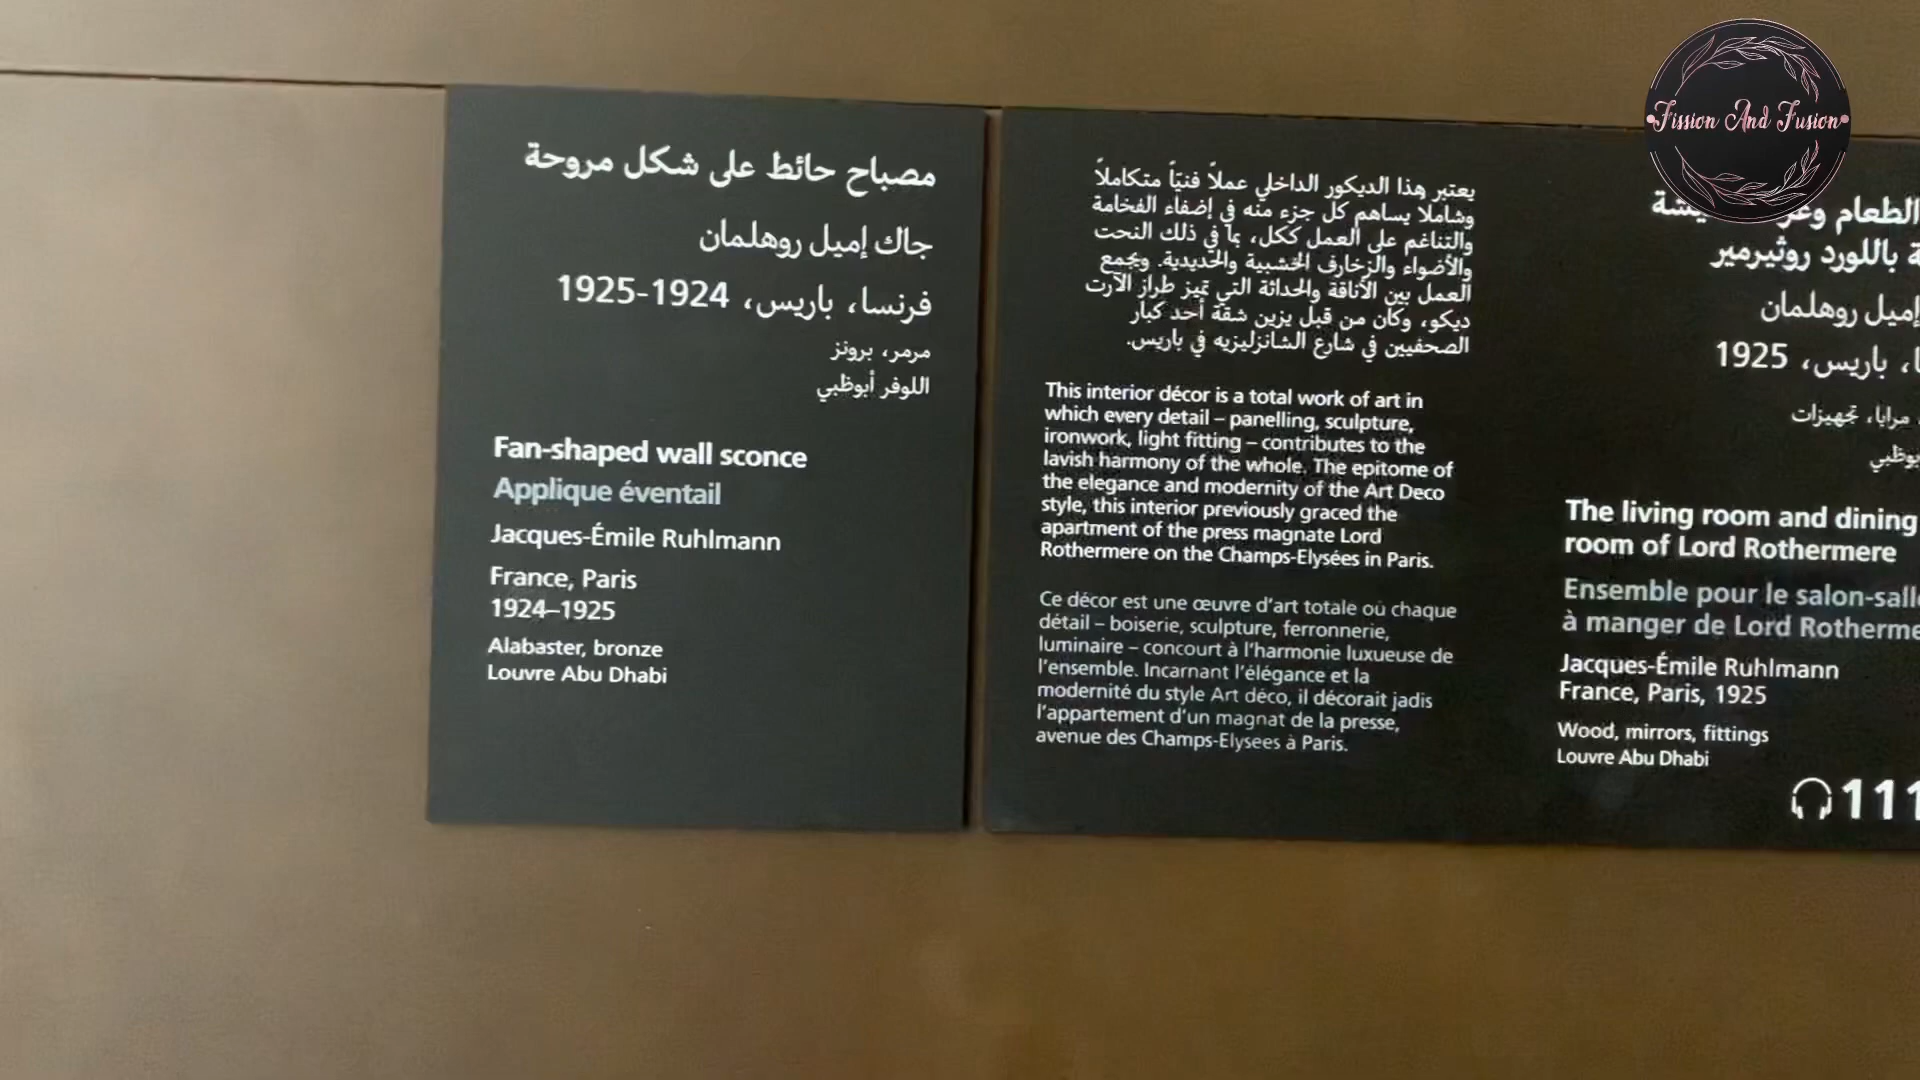 مصباح حائط على شكل مروحة
جاك إميل روهلمان
فرنسا، باريس، 1924-1925
مرمر، برونز
اللوفر أبوظبي
Fan-shaped wall sconce
Applique éventail
Jacques-Émile Ruhlmann
France, Paris
1924–1925
Alabaster, bronze
Louvre Abu Dhabi
يعتبر هذا الديكور الداخلي عملاً فنيّاً متكاملاً
وشاملا يساهم كل جزء منه في إضفاء الفخامة
والتناغم على العمل ككل، بما في ذلك النحت
والأضواء والزخارف الخشبية والحديدية. ويجمع
العمل بين الأناقة والحداثة التي تميز طراز الآرت
ديكو، وكان من قبل يزين شقة أحد كبار
الصحفيين في شارع الشانزليزيه في باريس.
This interior décor is a total work of art in
which every detail – panelling, sculpture,
ironwork, light fitting – contributes to the
lavish harmony of the whole. The epitome of
the elegance and modernity of the Art Deco
style, this interior previously graced the
apartment of the press magnate Lord
Rothermere on the Champs-Elysées in Paris.
Ce décor est une œuvre d'art totale où chaque
détail – boiserie, sculpture, ferronnerie,
luminaire – concourt à l'harmonie luxueuse de
l'ensemble. Incarnant l'élégance et la
modernité du style Art déco, il décorait jadis
l'appartement d'un magnat de la presse,
avenue des Champs-Elysees à Paris.
الطعام
باللورد روثيرمير
إميل روهلمان
باريس، 1925
مرايا، تجهيزات
The living room and dining
room of Lord Rothermere
Ensemble pour le salon-salle
à manger de Lord Rotherme
Jacques-Émile Ruhlmann
France, Paris, 1925
Wood, mirrors, fittings
Louvre Abu Dhabi
111
Fission And Fusion